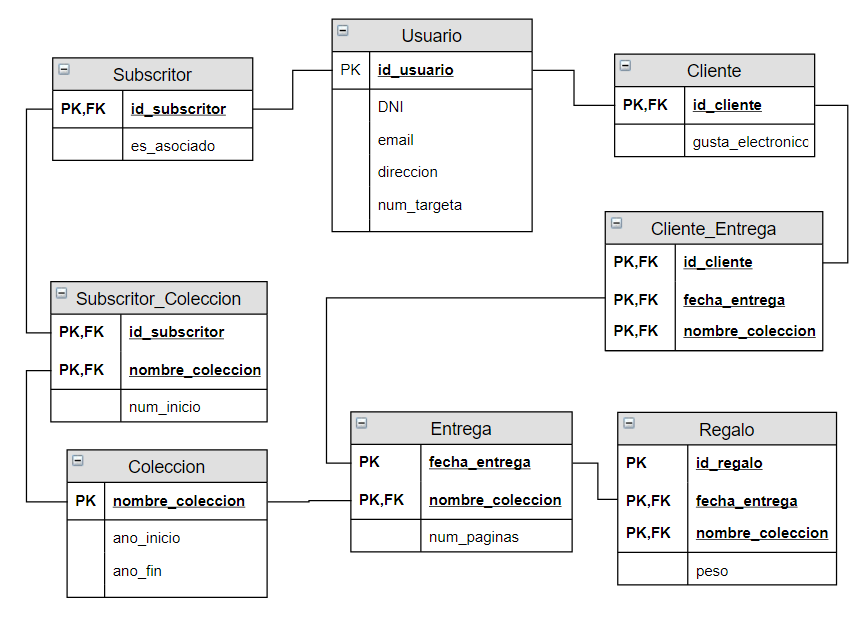 Usuario
PK id_usuario
DNI
email
direccion
num_targeta
Subscritor
PK,FK id_subscritor
es_asociado
Cliente
PK,FK id_cliente
gusta_electronicc
Cliente_Entrega
PK,FK id_cliente
PK,FK fecha_entrega
PK,FK nombre_coleccion
Subscritor_Coleccion
PK,FK id_subscritor
PK,FK nombre_coleccion
num_inicio
Coleccion
PK nombre_coleccion
ano_inicio
ano_fin
Entrega
PK fecha_entrega
PK,FK nombre_coleccion
num_paginas
Regalo
PK id_regalo
PK,FK fecha_entrega
PK,FK nombre_coleccion
peso